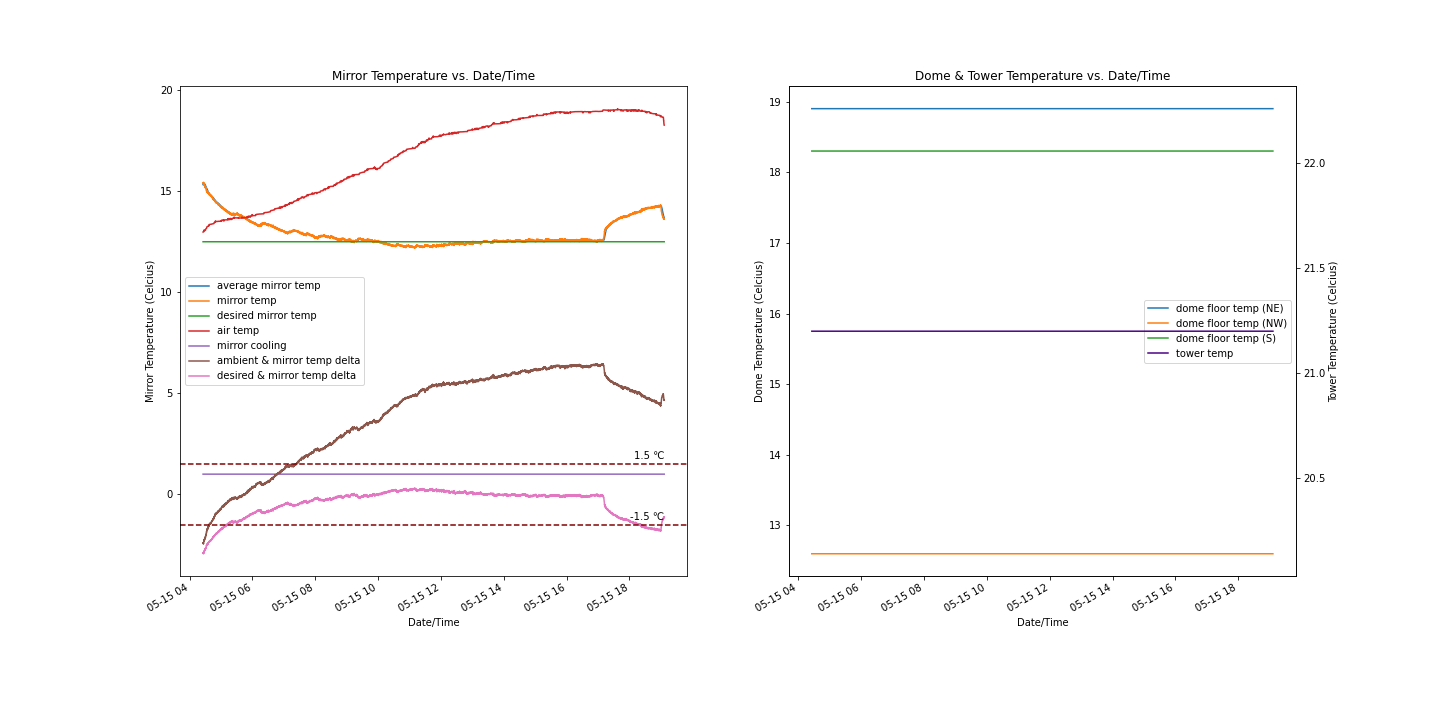 Mirror Temperature vs. Date/Time
20
15
10
5
0
Mirror Temperature (Celcius)
average mirror temp
mirror temp
desired mirror temp
air temp
mirror cooling
ambient & mirror temp delta
desired & mirror temp delta
1.5 °C
-1.5 °C
05-15 04
05-15 06
05-15 08
05-15 10
05-15 12
05-15 14
05-15 16
05-15 18
Date/Time
Dome & Tower Temperature vs. Date/Time
19
18
17
16
15
14
13
Dome Temperature (Celcius)
dome floor temp (NE)
dome floor temp (NW)
dome floor temp (S)
tower temp
22.0
21.5
21.0
20.5
Tower Temperature (Celcius)
05-15 04
05-15 06
05-15 08
05-15 10
05-15 12
05-15 14
05-15 16
05-15 18
Date/Time